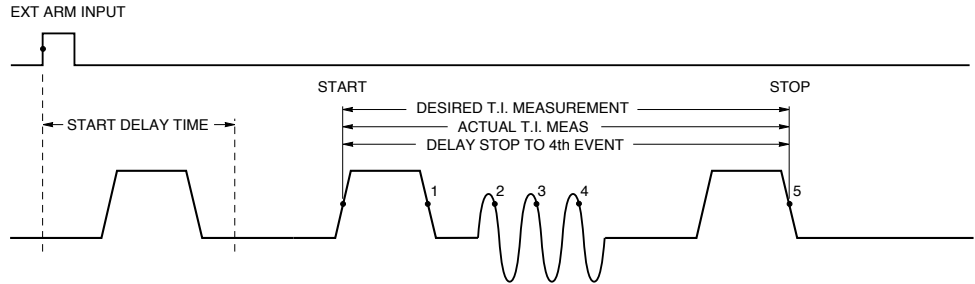 EXT ARM INPUT
START
STOP
DESIRED T.I. MEASUREMENT
START DELAY TIME
ACTUAL T.I. MEAS
DELAY STOP TO 4th EVENT
1
2
3
4
5